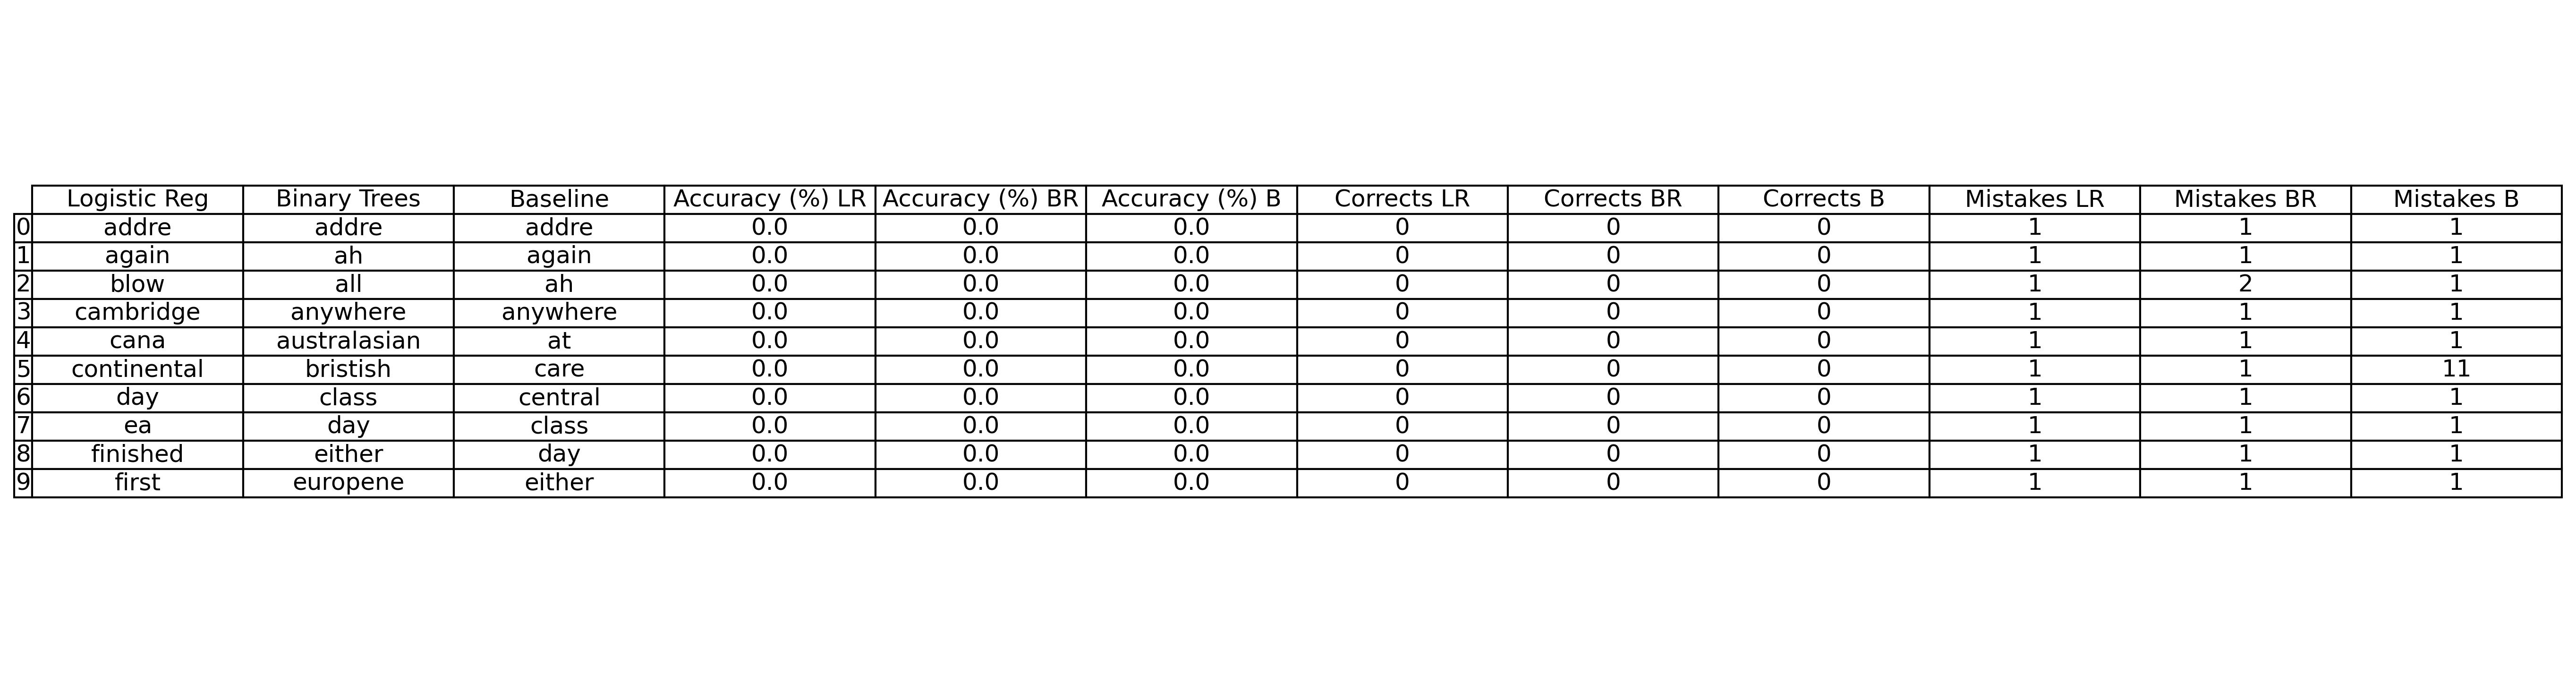 Logistic Reg Binary Trees Baseline Accuracy (%) LR Accuracy (%) BR Accuracy (%) B Corrects LR Corrects BR Corrects B Mistakes LR Mistakes BR Mistakes B
0 addre addre addre 0.0 0.0 0.0 0 0 0 1 1 1
1 again ah again 0.0 0.0 0.0 0 0 0 1 1 1
2 blow all ah 0.0 0.0 0.0 0 0 0 1 2 1
3 cambridge anywhere anywhere 0.0 0.0 0.0 0 0 0 1 1 1
4 cana australasian at 0.0 0.0 0.0 0 0 0 1 1 1
5 continental bristish care 0.0 0.0 0.0 0 0 0 1 1 11
6 day class central 0.0 0.0 0.0 0 0 0 1 1 1
7 ea day class 0.0 0.0 0.0 0 0 0 1 1 1
8 finished either day 0.0 0.0 0.0 0 0 0 1 1 1
9 first europene either 0.0 0.0 0.0 0 0 0 1 1 1